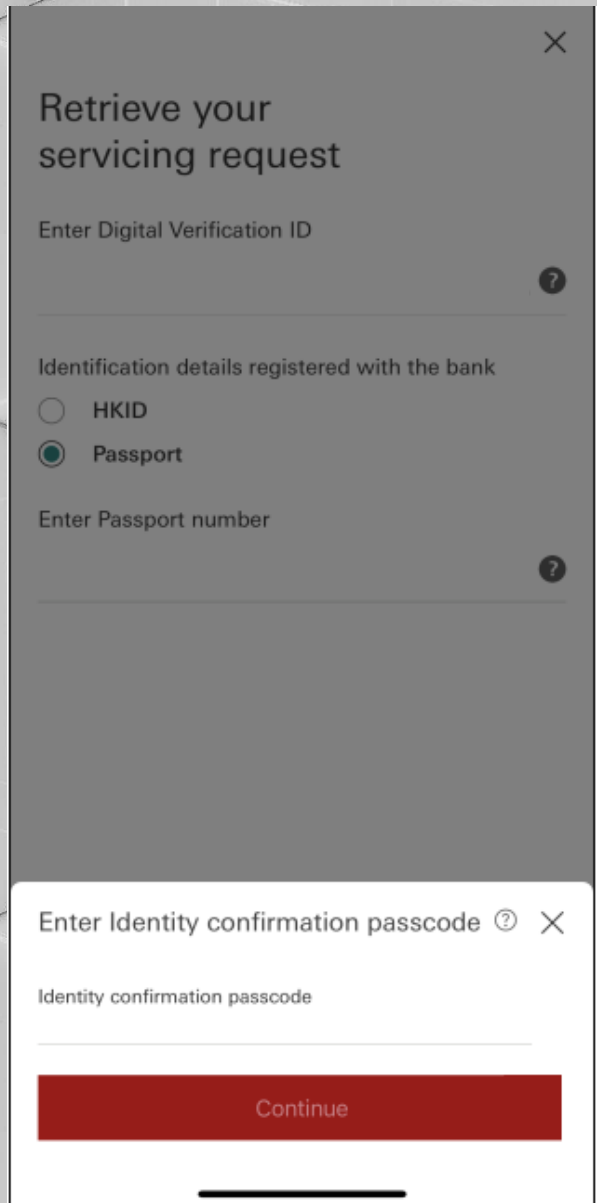 Retrieve your
servicing request
Enter Digital Verification ID
?
Identification details registered with the bank
HKID
Passport
Enter Passport number
?
Enter Identity confirmation passcode ?
Identity confirmation passcode
Continue